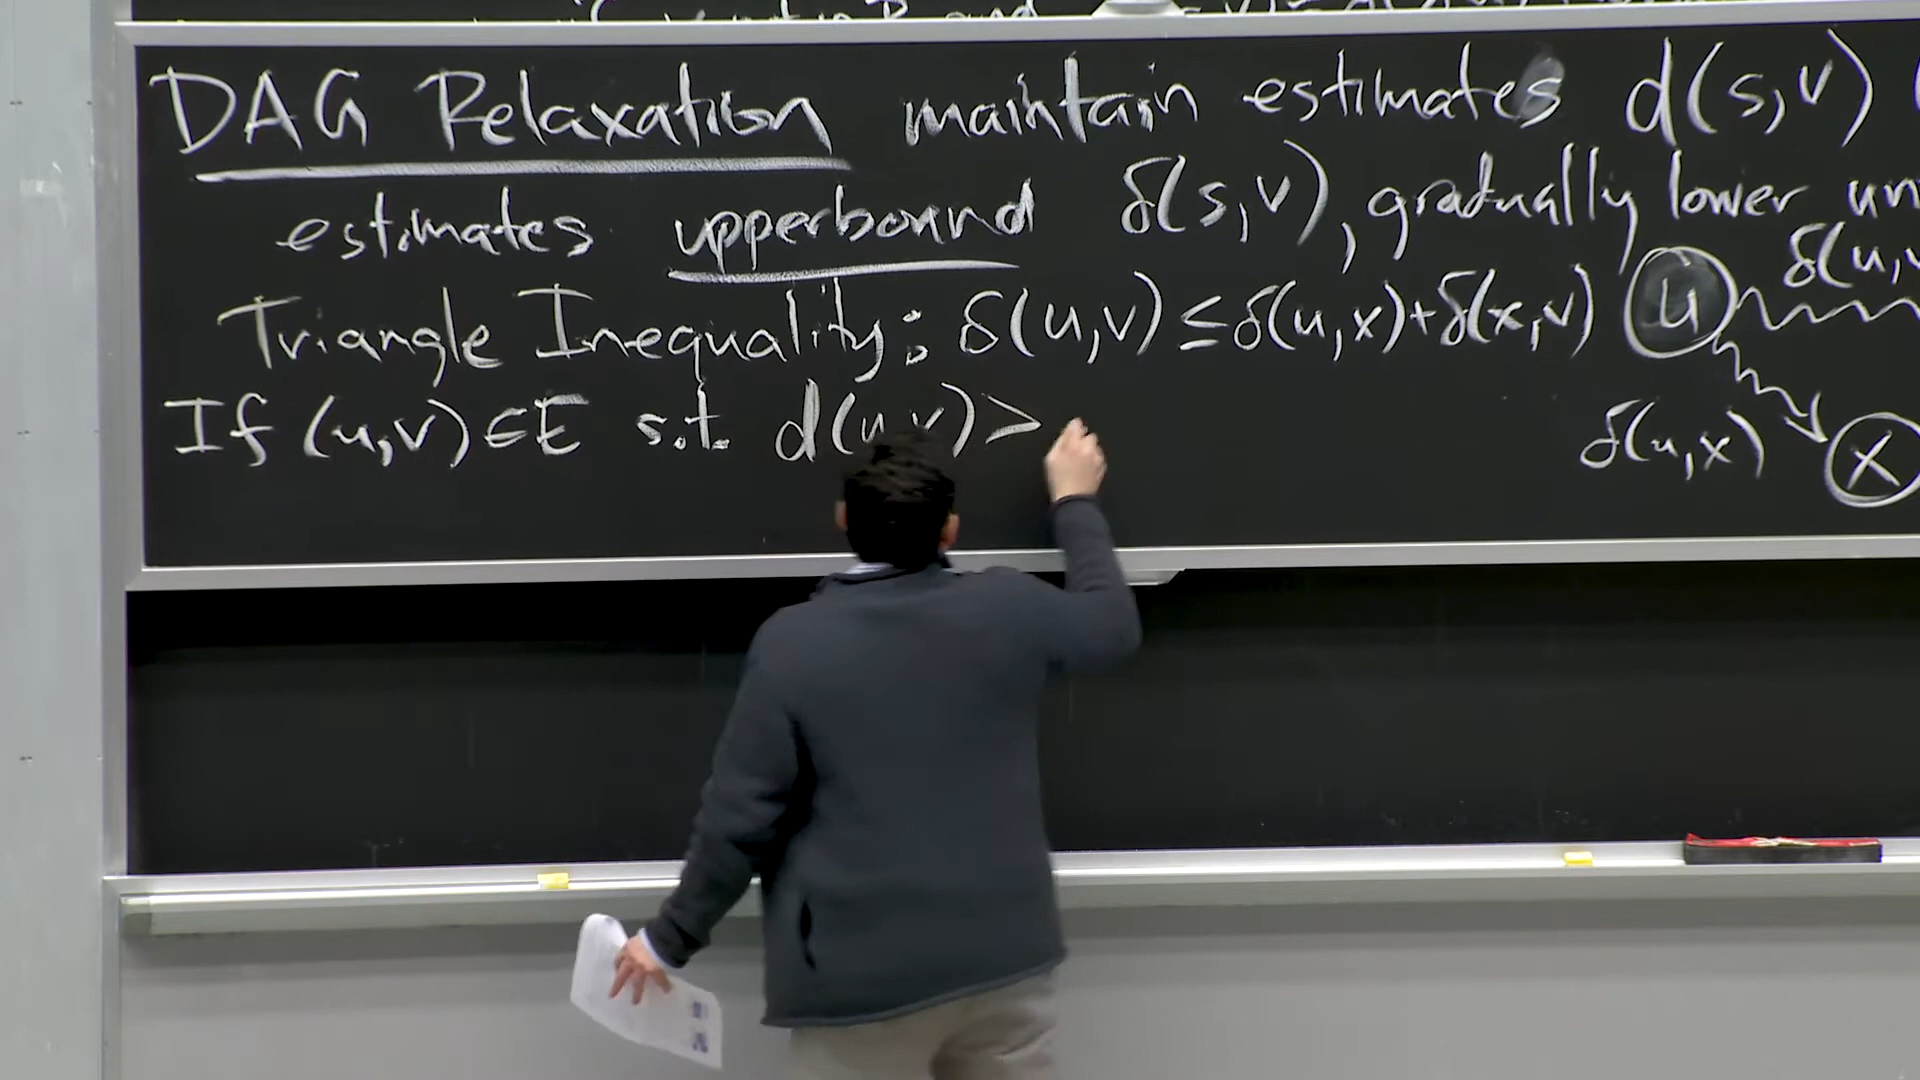 DAG Relaxation maintain estimates d(s,v)
estimates upperbound δ(s,v), gradually lower
δ(u,v
Triangle Inequality: δ(u,v) ≤ δ(u,x)+δ(x,v) u
If (u,v)∈E s.t. d(u,v)>
δ(u,x) x